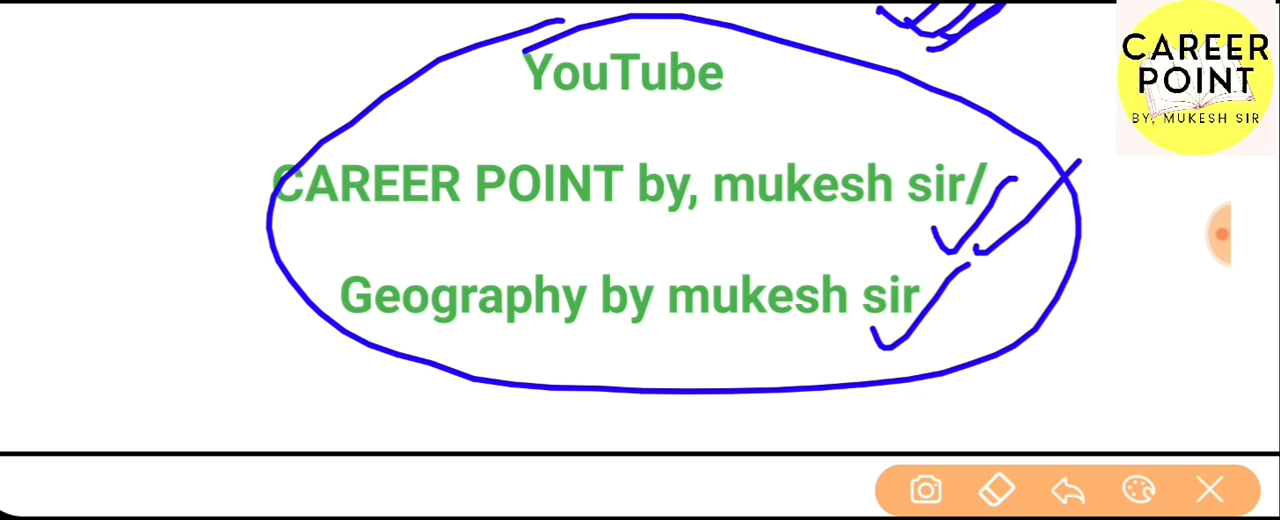 YouTube
CAREER POINT by, mukesh sir/
Geography by mukesh sir
CAREER
POINT
BY, MUKESH SIR